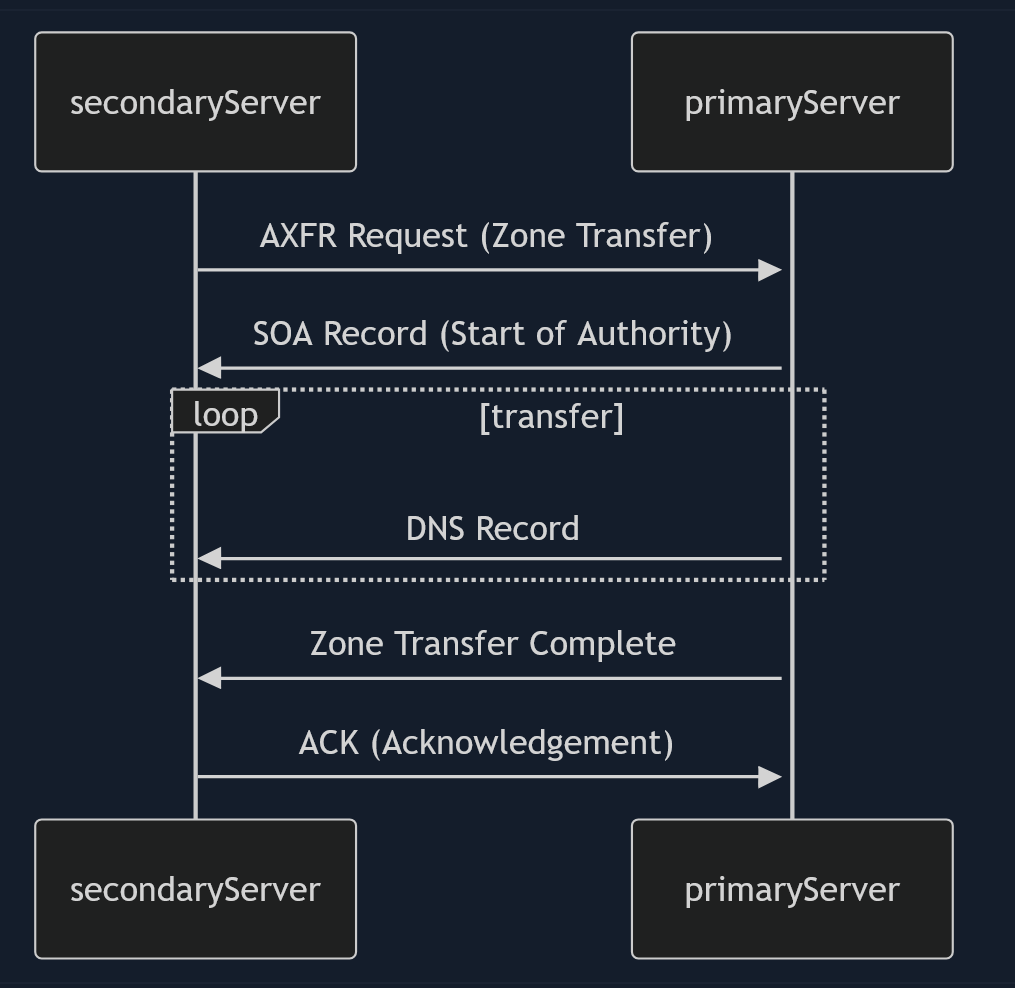 secondaryServer
primaryServer
AXFR Request (Zone Transfer)
SOA Record (Start of Authority)
loop
[transfer]
DNS Record
Zone Transfer Complete
ACK (Acknowledgement)
secondaryServer
primaryServer